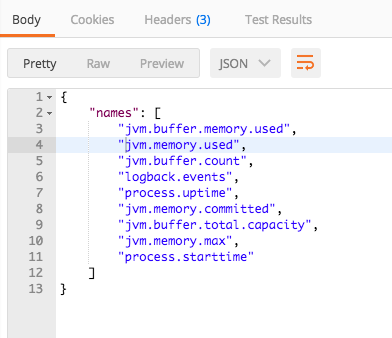 Body Cookies Headers (3) Test Results
Pretty Raw Preview JSON
1 {
2 "names": [
3 "jvm.buffer.memory.used",
4 "jvm.memory.used",
5 "jvm.buffer.count",
6 "logback.events",
7 "process.uptime",
8 "jvm.memory.committed",
9 "jvm.buffer.total.capacity",
10 "jvm.memory.max",
11 "process.starttime"
12 ]
13 }